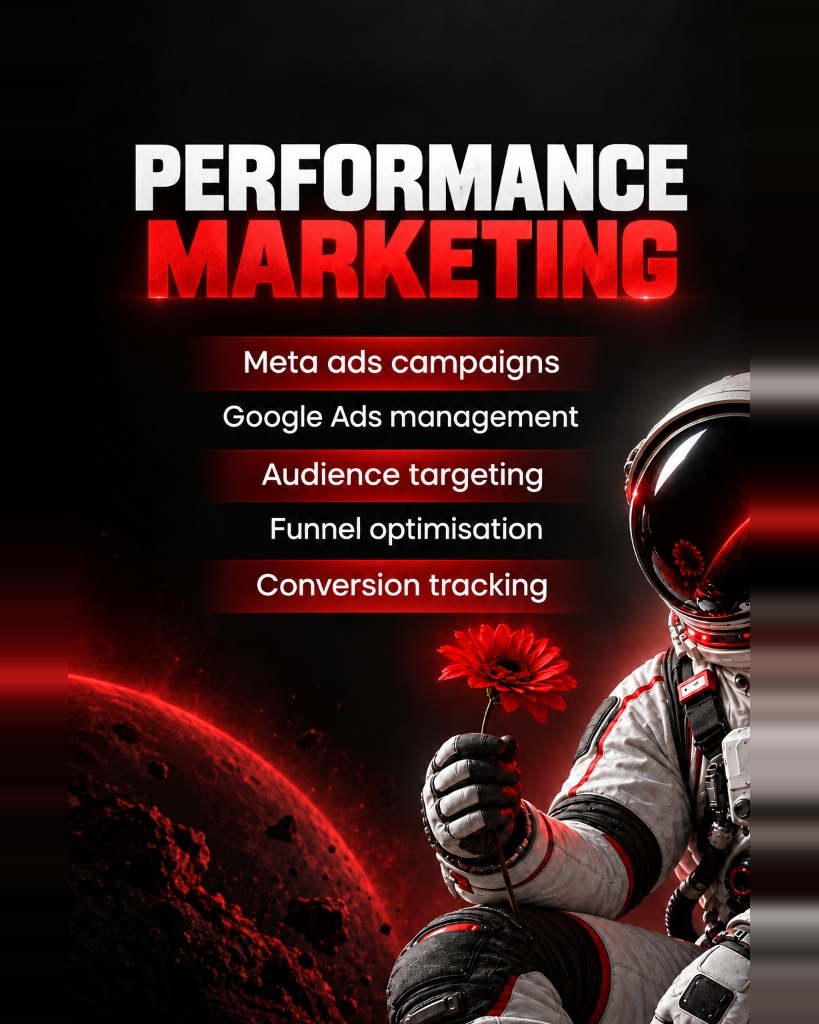 PERFORMANCE
MARKETING
Meta ads campaigns
Google Ads management
Audience targeting
Funnel optimisation
Conversion tracking